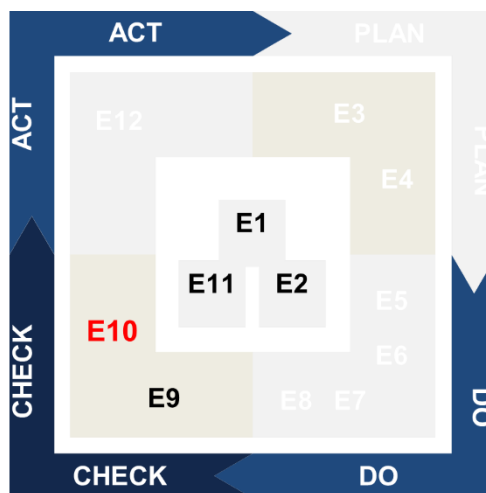 ACT
PLAN
ACT
PLAN
E12
E3
E4
E1
E11
E2
E10
E9
E5
E6
E8
E7
CHECK
DO
CHECK
DO